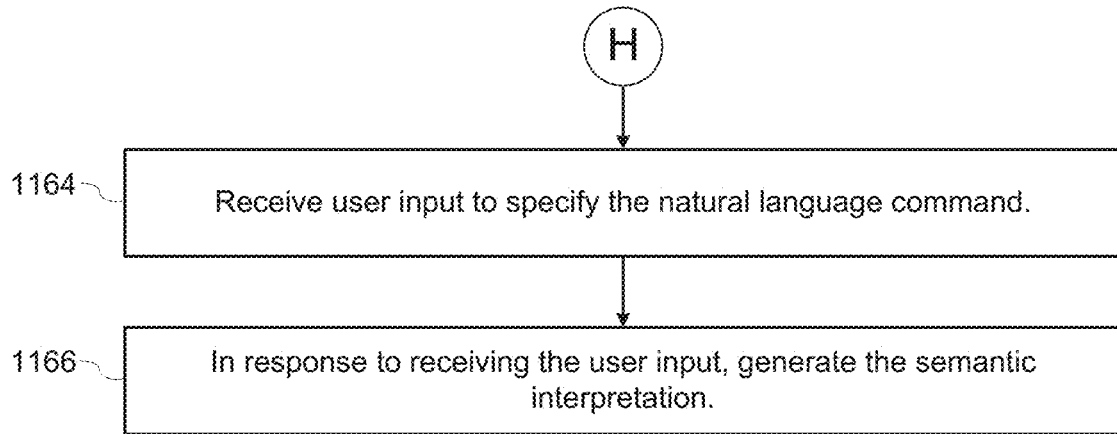 H
1164
Receive user input to specify the natural language command.
1166
In response to receiving the user input, generate the semantic
interpretation.